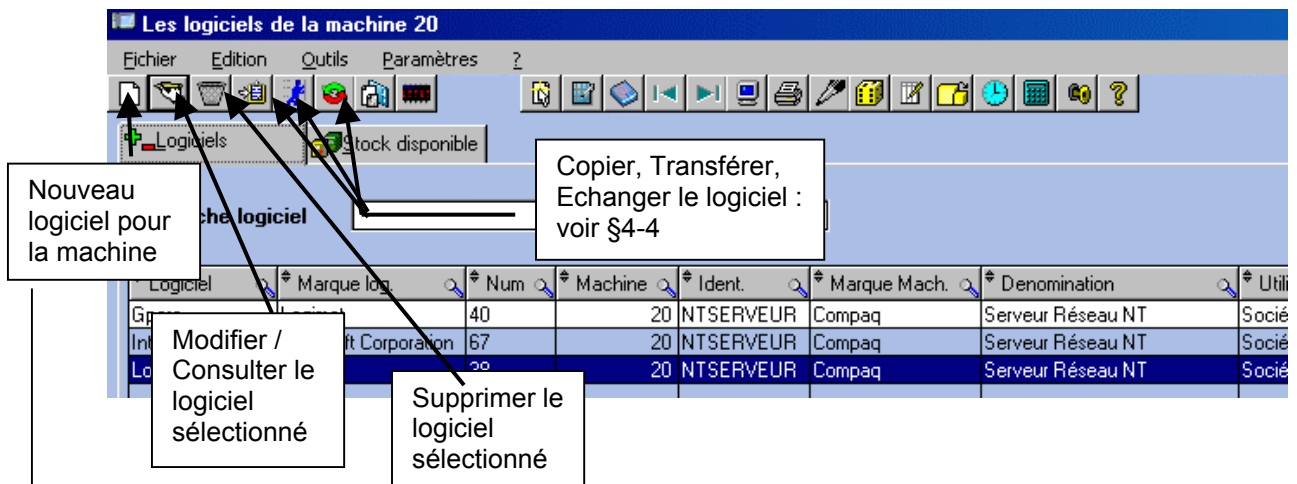 Les logiciels de la machine 20
Fichier Edition Outils Paramètres ?
Logiciels Stock disponible
Nouveau
logiciel pour
la machine
Copier, Transférer,
Echanger le logiciel :
voir §4-4
logiciel
Logiciel Marque log. Num Machine Ident. Marque Mach. Denomination
40 20 NTSERVEUR Compaq Serveur Réseau NT
Corporation 67 20 NTSERVEUR Compaq Serveur Réseau NT
20 NTSERVEUR Compaq Serveur Réseau NT
Modifier /
Consulter le
logiciel
sélectionné
Supprimer le
logiciel
sélectionné